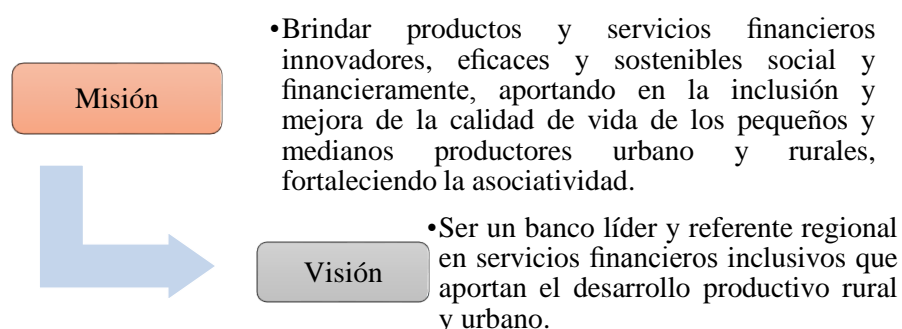 Misión
•Brindar productos y servicios financieros
innovadores, eficaces y sostenibles social y
financieramente, aportando en la inclusión y
mejora de la calidad de vida de los pequeños y
medianos productores urbano y rurales,
fortaleciendo la asociatividad.
Visión
•Ser un banco líder y referente regional
en servicios financieros inclusivos que
aportan el desarrollo productivo rural
y urbano.